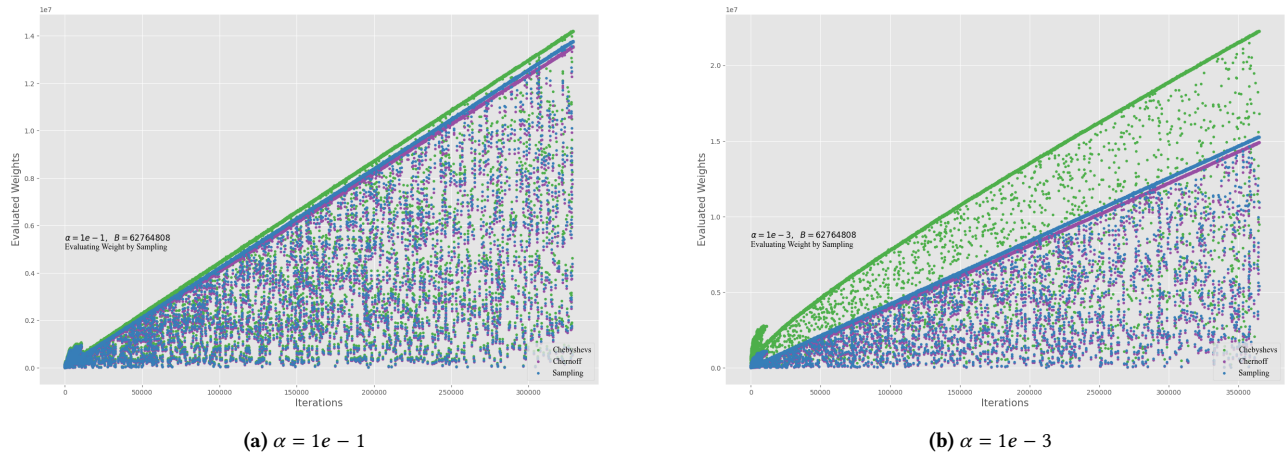 1e7
1.4
1.2
1.0
0.8
0.6
0.4
0.2
0.0
Evaluated Weights
α = 1e − 1, B = 62764808
Evaluating Weight by Sampling
Chebyshevs
Chernoff
Sampling
0 50000 100000 150000 200000 250000 300000
Iterations
(a) α = 1e − 1
1e7
2.0
1.5
1.0
0.5
0.0
Evaluated Weights
α = 1e − 3, B = 62764808
Evaluating Weight by Sampling
Chebyshevs
Chernoff
Sampling
0 50000 100000 150000 200000 250000 300000 350000
Iterations
(b) α = 1e − 3